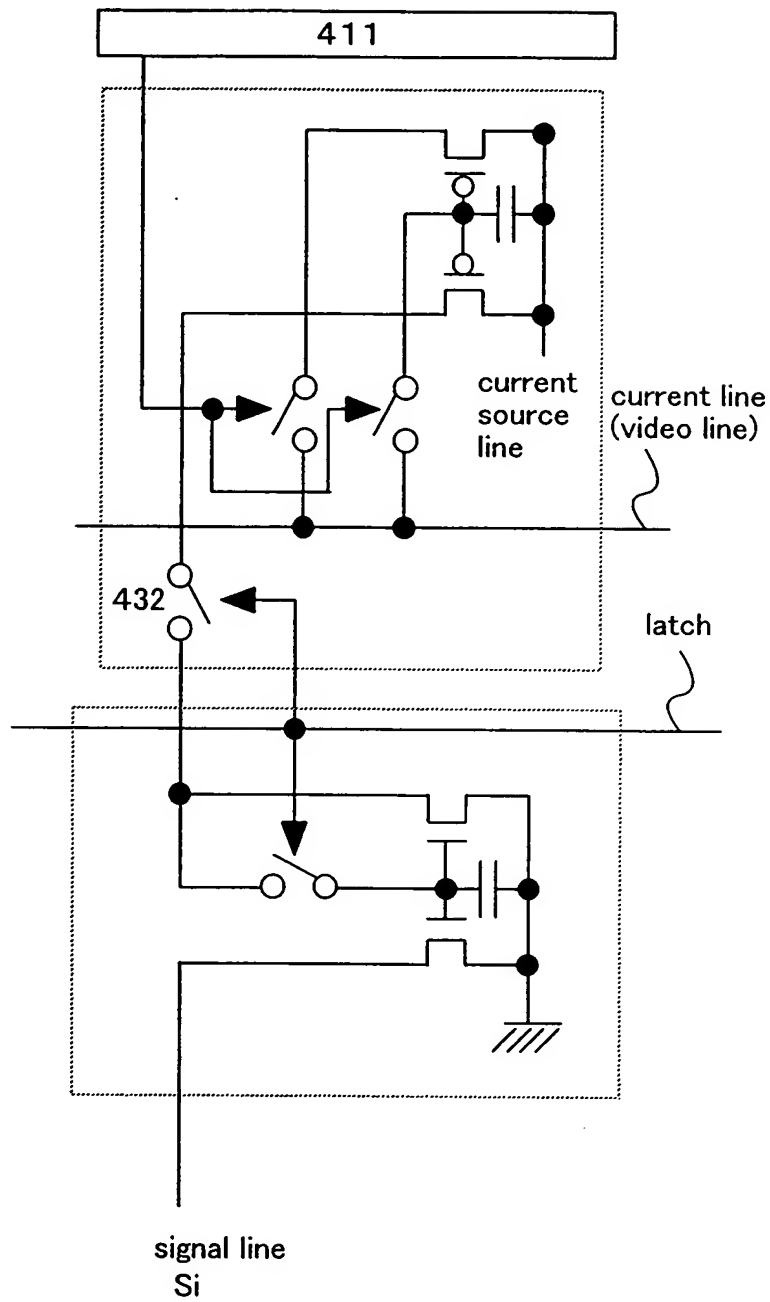 411
current
source
line
current line
(video line)
432
latch
signal line
Si